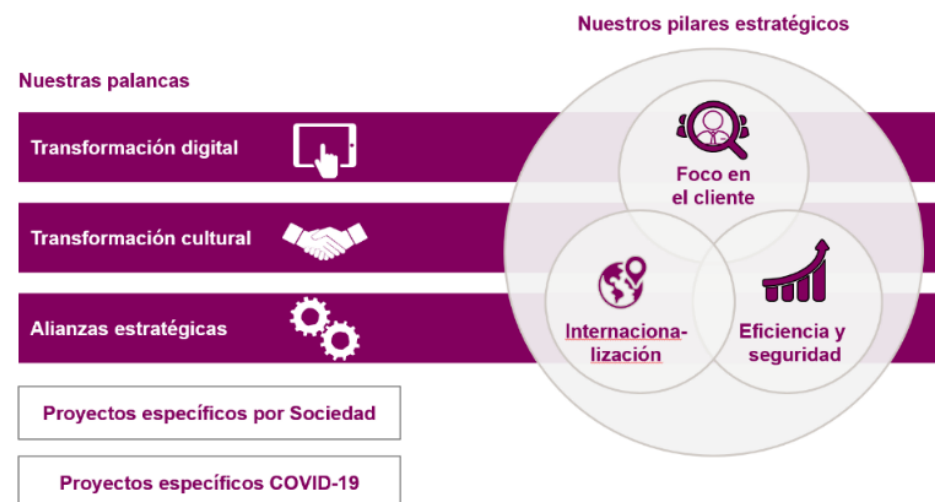 Nuestros pilares estratégicos
Nuestras palancas
Transformación digital
Transformación cultural
Alianzas estratégicas
Foco en
el cliente
Internaciona-
lización
Eficiencia y
seguridad
Proyectos específicos por Sociedad
Proyectos específicos COVID-19